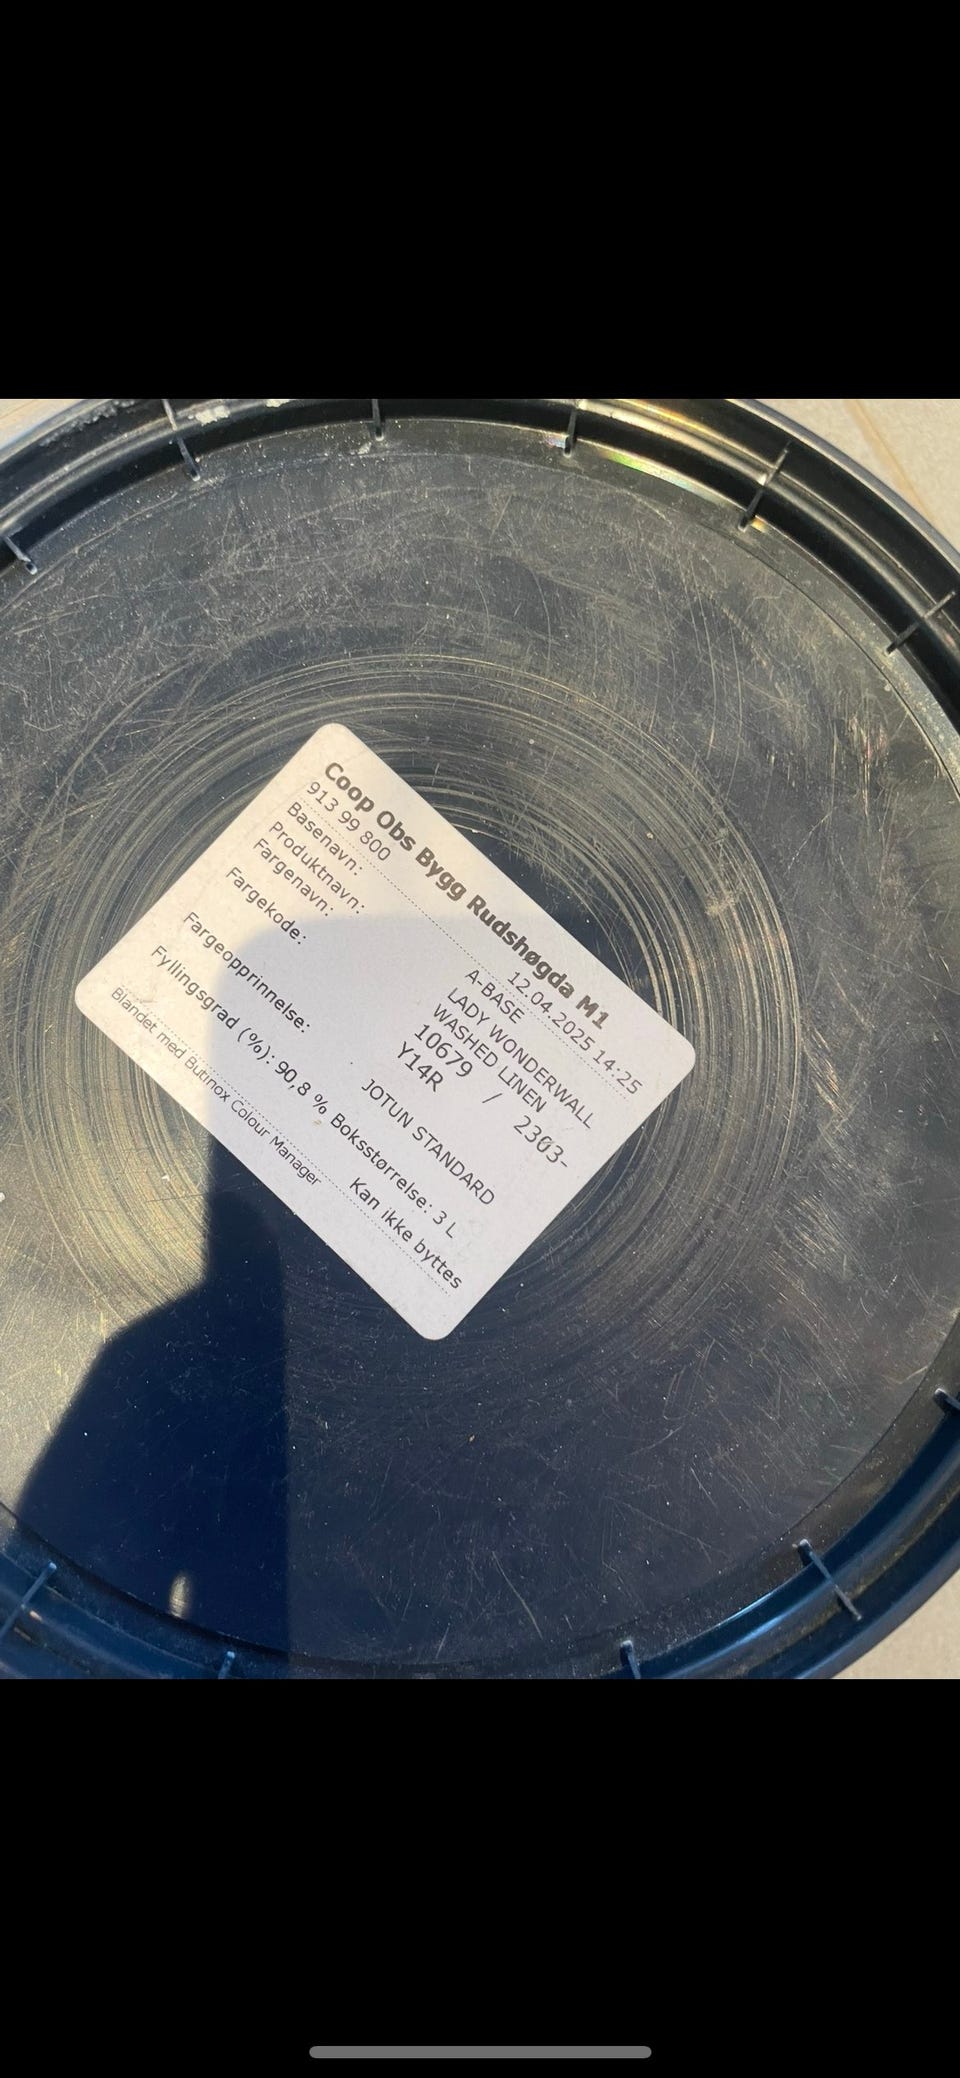 Coop Obs Bygg Rudshøgda M1
913 99 800 12.04.2025 14:25
Basenavn: A-BASE
Produktnavn: LADY WONDERWALL
Fargenavn: WASHED LINEN
Fargekode: 10679 / 2303-
Y14R
Fargeopprinnelse: JOTUN STANDARD
Fyllingsgrad (%): 90,8 % Boksstørrelse: 3 L
Kan ikke byttes
Blandet med Butinox Colour Manager